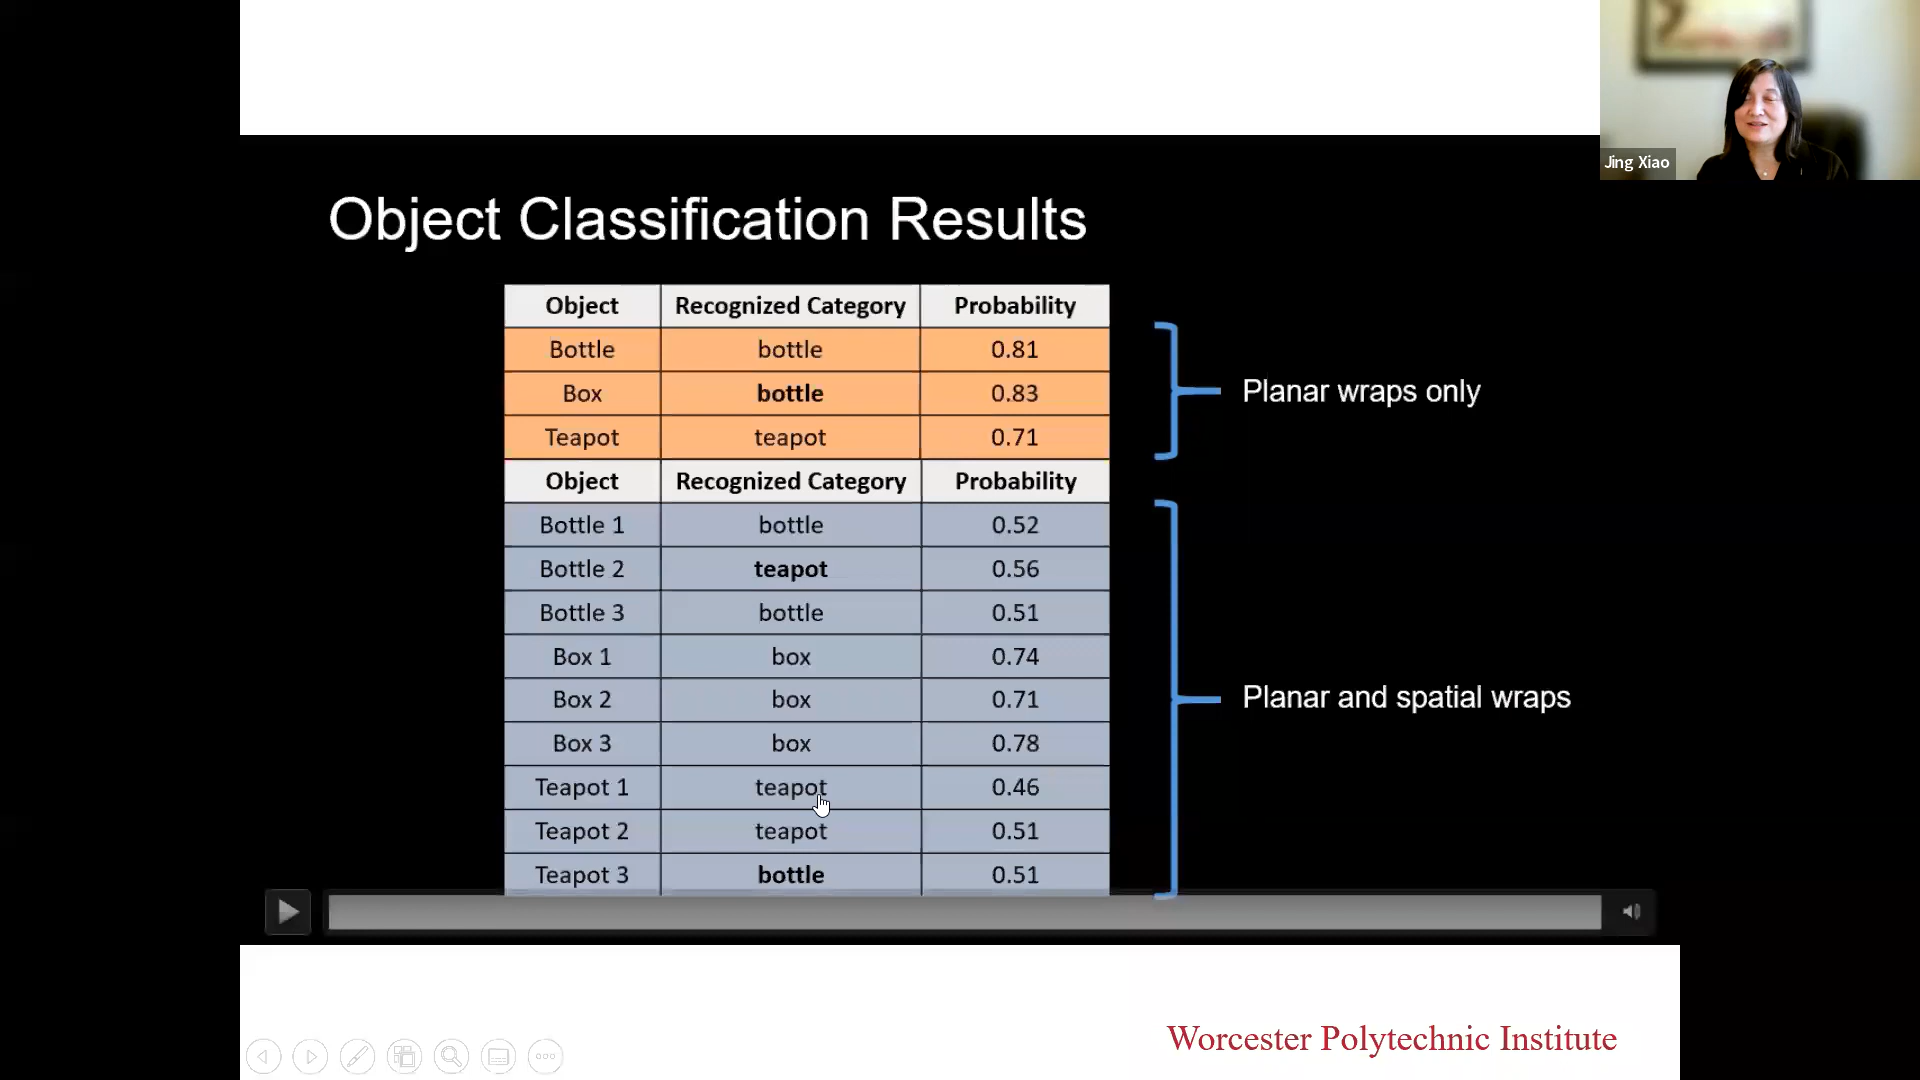 Jing Xiao
Object Classification Results
Object Recognized Category Probability
Bottle bottle 0.81
Box bottle 0.83
Teapot teapot 0.71
Planar wraps only
Object Recognized Category Probability
Bottle 1 bottle 0.52
Bottle 2 teapot 0.56
Bottle 3 bottle 0.51
Box 1 box 0.74
Box 2 box 0.71
Box 3 box 0.78
Teapot 1 teapot 0.46
Teapot 2 teapot 0.51
Teapot 3 bottle 0.51
Planar and spatial wraps
Worcester Polytechnic Institute